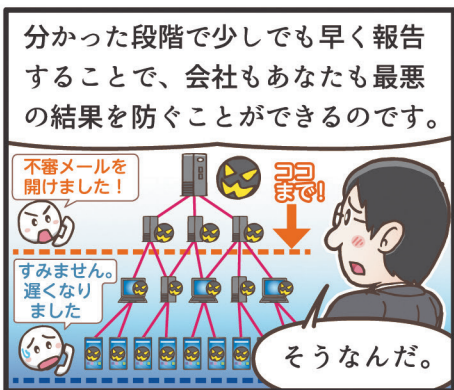 分かった段階で少しでも早く報告
することで、会社もあなたも最悪
の結果を防ぐことができるのです。
不審メールを
開けました！
ココ
まで!
すみません。
遅くなり
ました
そうなんだ。